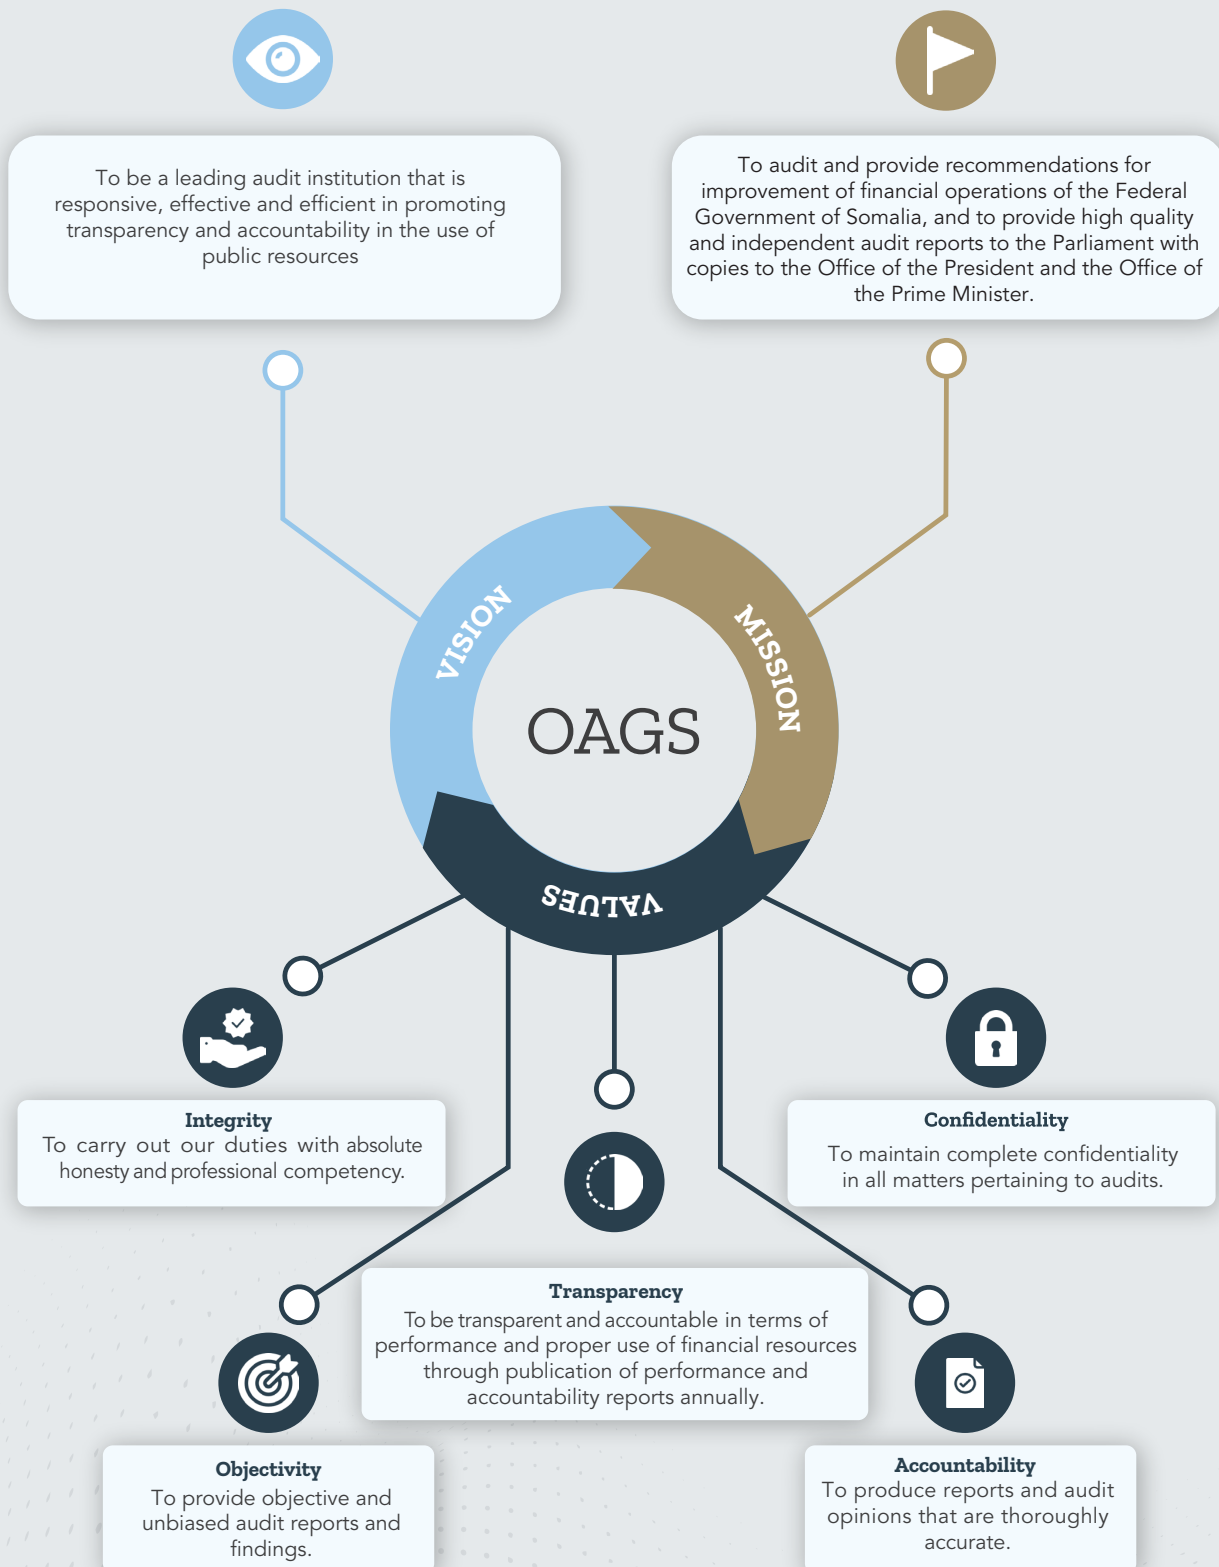 To be a leading audit institution that is
responsive, effective and efficient in promoting
transparency and accountability in the use of
public resources
To audit and provide recommendations for
improvement of financial operations of the Federal
Government of Somalia, and to provide high quality
and independent audit reports to the Parliament with
copies to the Office of the President and the Office of
the Prime Minister.
VISION
MISSION
OAGS
VALUES
Integrity
To carry out our duties with absolute
honesty and professional competency.
Confidentiality
To maintain complete confidentiality
in all matters pertaining to audits.
Transparency
To be transparent and accountable in terms of
performance and proper use of financial resources
through publication of performance and
accountability reports annually.
Objectivity
To provide objective and
unbiased audit reports and
findings.
Accountability
To produce reports and audit
opinions that are thoroughly
accurate.